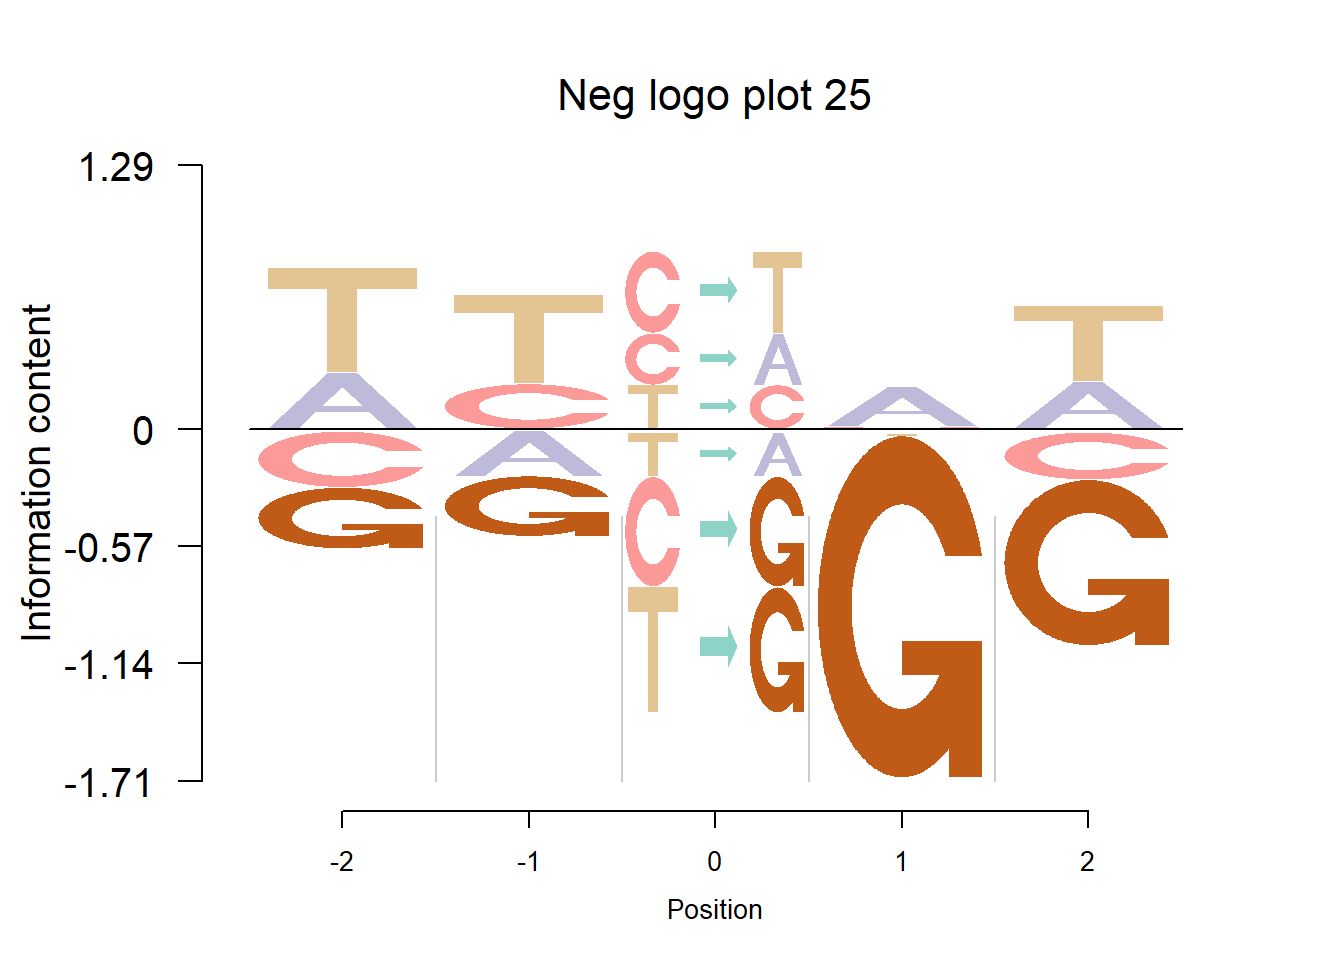 Neg logo plot 25
Information content
1.29
0
-0.57
-1.14
-1.71
T
A
C
G
T
C
A
G
C T
C A
T C
T A
C G
T G
A
G
T
A
C
G
-2 -1 0 1 2
Position